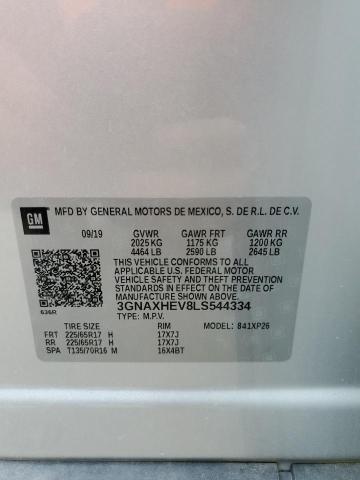 GM
MFD BY GENERAL MOTORS DE MEXICO, S. DE R.L. DE C.V.
09/19 GVWR GAWR FRT GAWR RR
2025 KG 1175 KG 1200 KG
4464 LB 2590 LB 2645 LB
THIS VEHICLE CONFORMS TO ALL
APPLICABLE U.S. FEDERAL MOTOR
VEHICLE SAFETY AND THEFT
PREVENTION STANDARDS IN EFFECT
ON THE DATE OF MANUFACTURE
SHOWN ABOVE.
3GNAXHEV8LS544334
636R TYPE: M.P.V.
TIRE SIZE RIM MODEL: 841XP26
FRT 225/65R17 H 17X7J
RR 225/65R17 H 17X7J
SPA T135/70R16 M 16X4BT